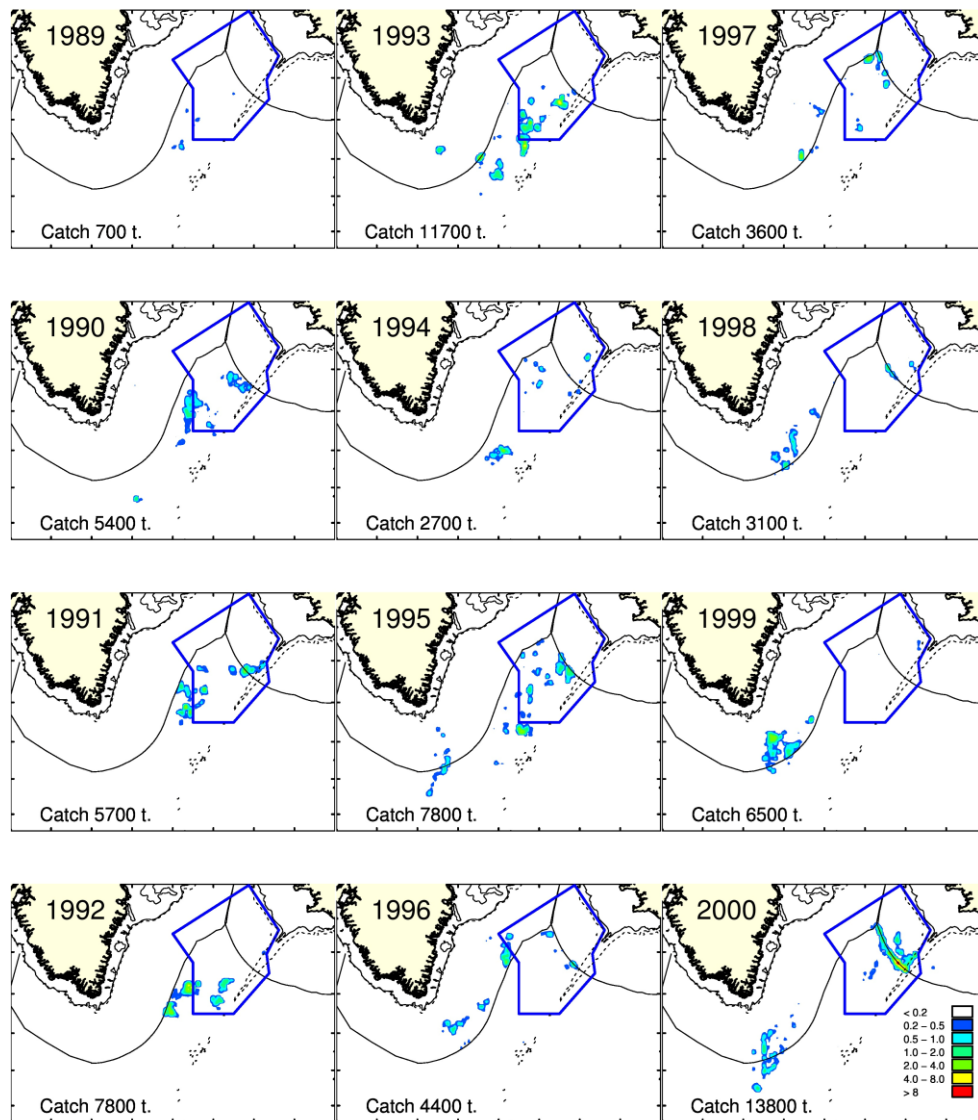 1989
Catch 700 t.
1993
Catch 11700 t.
1997
Catch 3600 t.
1990
Catch 5400 t.
1994
Catch 2700 t.
1998
Catch 3100 t.
1991
Catch 5700 t.
1995
Catch 7800 t.
1999
Catch 6500 t.
1992
Catch 7800 t.
1996
Catch 4400 t.
2000
Catch 13800 t.
< 0.2
0.2 – 0.5
0.5 – 1.0
1.0 – 2.0
2.0 – 4.0
4.0 – 8.0
> 8